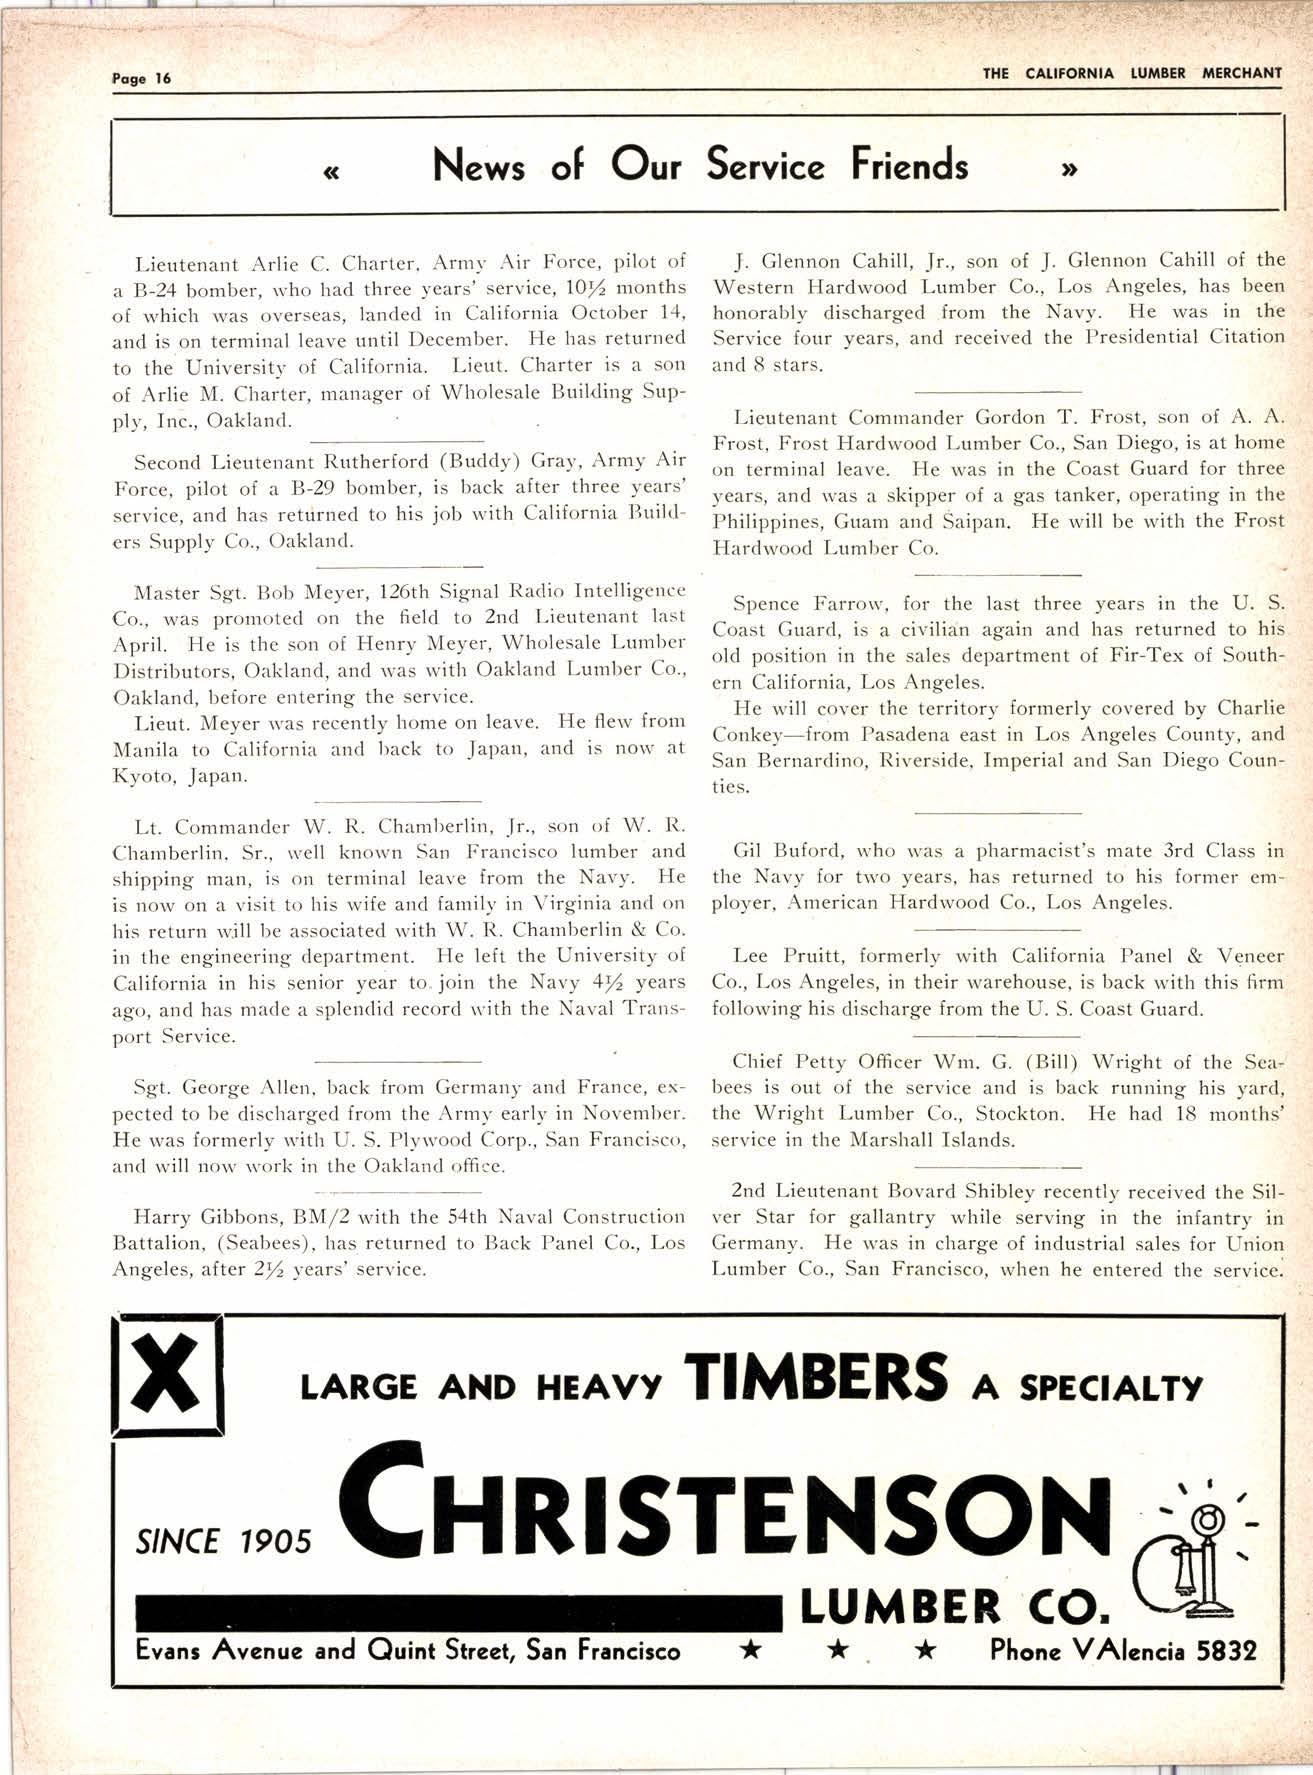 Page 16
THE CALIFORNIA LUMBER MERCHANT
« News of Our Service Friends »
Lieutenant Arlie C. Charter, Army Air Force, pilot of
a B-24 bomber, who had three years' service, 10½ months
of which was overseas, landed in California October 14,
and is on terminal leave until December. He has returned
to the University of California. Lieut. Charter is a son
of Arlie M. Charter, manager of Wholesale Building Sup-
ply, Inc., Oakland.
Second Lieutenant Rutherford (Buddy) Gray, Army Air
Force, pilot of a B-29 bomber, is back after three years'
service, and has returned to his job with California Build-
ers Supply Co., Oakland.
Master Sgt. Bob Meyer, 126th Signal Radio Intelligence
Co., was promoted on the field to 2nd Lieutenant last
April. He is the son of Henry Meyer, Wholesale Lumber
Distributors, Oakland, and was with Oakland Lumber Co.,
Oakland, before entering the service.
Lieut. Meyer was recently home on leave. He flew from
Manila to California and back to Japan, and is now at
Kyoto, Japan.
Lt. Commander W. R. Chamberlin, Jr., son of W. R.
Chamberlin, Sr., well known San Francisco lumber and
shipping man, is on terminal leave from the Navy. He
is now on a visit to his wife and family in Virginia and on
his return will be associated with W. R. Chamberlin & Co.
in the engineering department. He left the University of
California in his senior year to join the Navy 4½ years
ago, and has made a splendid record with the Naval Trans-
port Service.
Sgt. George Allen, back from Germany and France, ex-
pected to be discharged from the Army early in November.
He was formerly with U. S. Plywood Corp., San Francisco,
and will now work in the Oakland office.
Harry Gibbons, BM/2 with the 54th Naval Construction
Battalion, (Seabees), has returned to Back Panel Co., Los
Angeles, after 2½ years' service.
J. Glennon Cahill, Jr., son of J. Glennon Cahill of the
Western Hardwood Lumber Co., Los Angeles, has been
honorably discharged from the Navy. He was in the
Service four years, and received the Presidential Citation
and 8 stars.
Lieutenant Commander Gordon T. Frost, son of A. A.
Frost, Frost Hardwood Lumber Co., San Diego, is at home
on terminal leave. He was in the Coast Guard for three
years, and was a skipper of a gas tanker, operating in the
Philippines, Guam and Saipan. He will be with the Frost
Hardwood Lumber Co.
Spence Farrow, for the last three years in the U. S.
Coast Guard, is a civilian again and has returned to his
old position in the sales department of Fir-Tex of South-
ern California, Los Angeles.
He will cover the territory formerly covered by Charlie
Conkey—from Pasadena east in Los Angeles County, and
San Bernardino, Riverside, Imperial and San Diego Coun-
ties.
Gil Buford, who was a pharmacist's mate 3rd Class in
the Navy for two years, has returned to his former em-
ployer, American Hardwood Co., Los Angeles.
Lee Pruitt, formerly with California Panel & Veneer
Co., Los Angeles, in their warehouse, is back with this firm
following his discharge from the U. S. Coast Guard.
Chief Petty Officer Wm. G. (Bill) Wright of the Sea-
bees is out of the service and is back running his yard,
the Wright Lumber Co., Stockton. He had 18 months'
service in the Marshall Islands.
2nd Lieutenant Bovard Shibley recently received the Sil-
ver Star for gallantry while serving in the infantry in
Germany. He was in charge of industrial sales for Union
Lumber Co., San Francisco, when he entered the service.
X
LARGE AND HEAVY TIMBERS A SPECIALTY
SINCE 1905 CHRISTENSON
LUMBER CO.
Evans Avenue and Quint Street, San Francisco ★ ★ ★ Phone VAlencia 5832